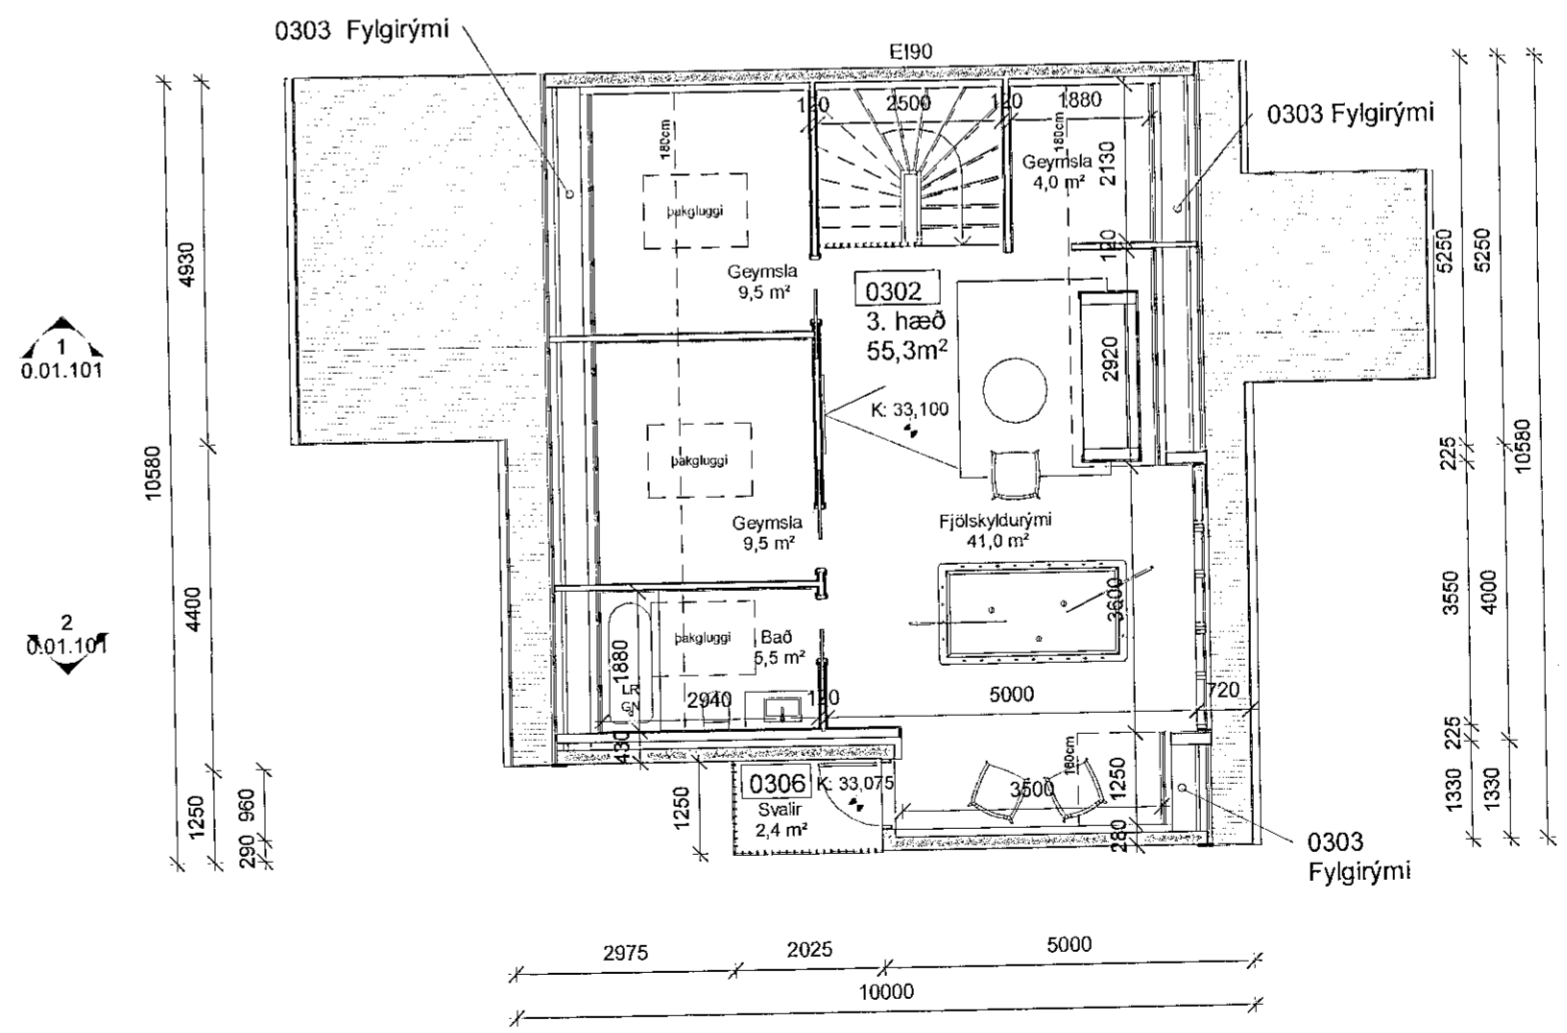 0303 Fylgirými
EI90
120
2500
120
1880
0303 Fylgirými
180cm
180cm
Geymsla
4,0 m²
2130
þakgluggi
120
4930
5250
5250
Geymsla
9,5 m²
0302
3. hæð
55,3m²
1
0.01.101
2920
K: 33,100
þakgluggi
10580
225
10580
Geymsla
9,5 m²
Fjölskyldurými
41,0 m²
4400
3600
3550
4000
2
0.01.101
þakgluggi
Bað
5,5 m²
1880
LR
GN
2940
120
5000
720
225
430
180cm
0306
K: 33,075
Svalir
2,4 m²
3500
1250
1250
1250
960
290
280
1330
1330
0303
Fylgirými
2975
2025
5000
10000